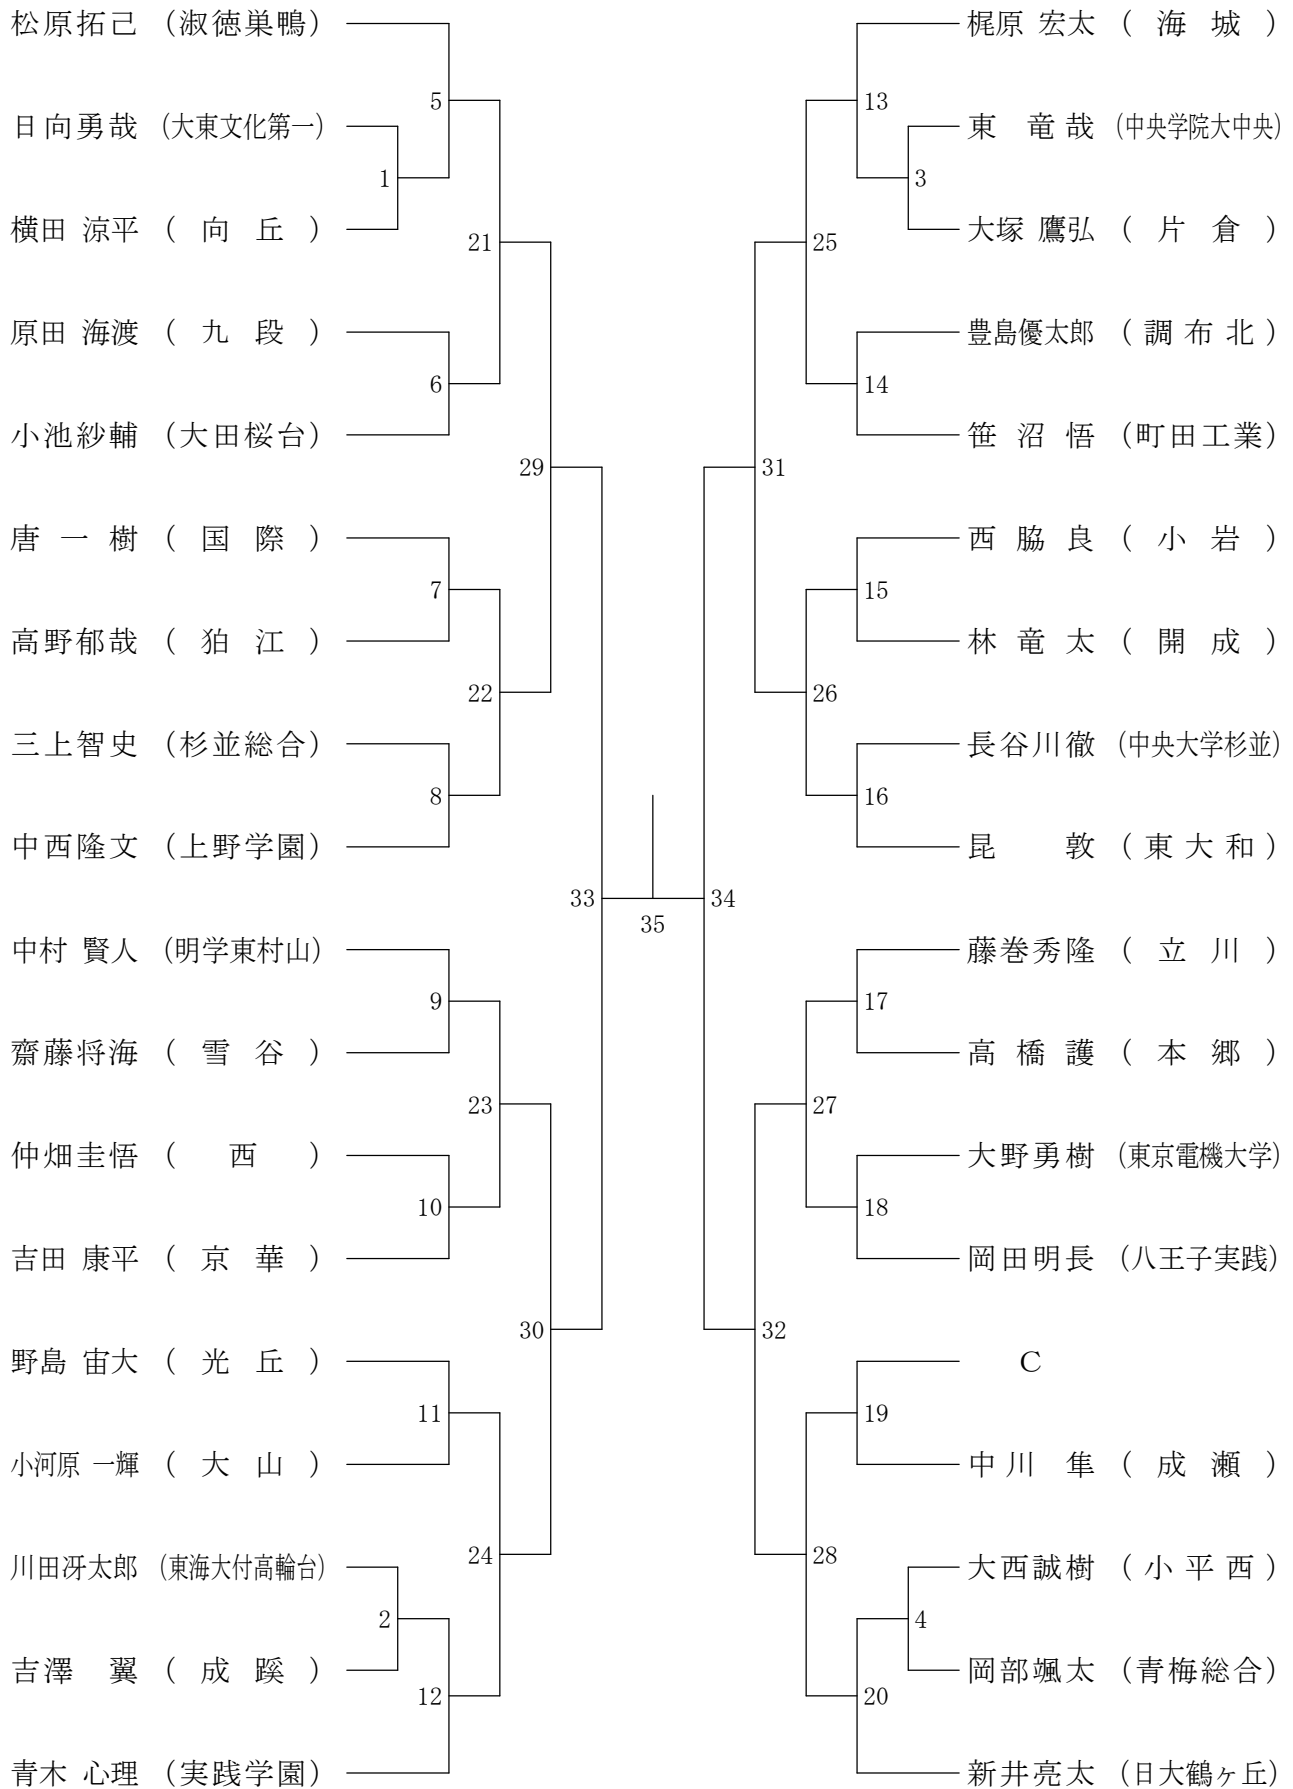 松原拓己 (淑徳巣鴨)
日向勇哉 (大東文化第一)
横田 涼平 ( 向 丘 )
原田 海渡 ( 九 段 )
小池紗輔 (大田桜台)
唐 一 樹 ( 国 際 )
高野郁哉 ( 狛 江 )
三上智史 (杉並総合)
中西隆文 (上野学園)
中村 賢人 (明学東村山)
齋藤将海 ( 雪 谷 )
仲畑圭悟 ( 西 )
吉田 康平 ( 京 華 )
野島 宙大 ( 光 丘 )
小河原 一輝 ( 大 山 )
川田冴太郎 (東海大付高輪台)
吉澤 翼 ( 成 蹊 )
青木 心理 (実践学園)
5
1
21
6
29
7
22
8
33
9
23
10
30
11
24
2
12
35
13
3
25
14
31
15
26
16
34
17
27
18
32
19
28
4
20
梶原 宏太 ( 海 城 )
東 竜 哉 (中央学院大中央)
大塚 鷹弘 ( 片 倉 )
豊島優太郎 ( 調 布 北 )
笹 沼 悟 (町田工業)
西 脇 良 ( 小 岩 )
林 竜 太 ( 開 成 )
長谷川徹 (中央大学杉並)
昆 敦 ( 東 大 和 )
藤巻秀隆 ( 立 川 )
高 橋 護 ( 本 郷 )
大野勇樹 (東京電機大学)
岡田明長 (八王子実践)
C
中 川 隼 ( 成 瀬 )
大西誠樹 ( 小 平 西 )
岡部颯太 (青梅総合)
新井亮太 (日大鶴ヶ丘)